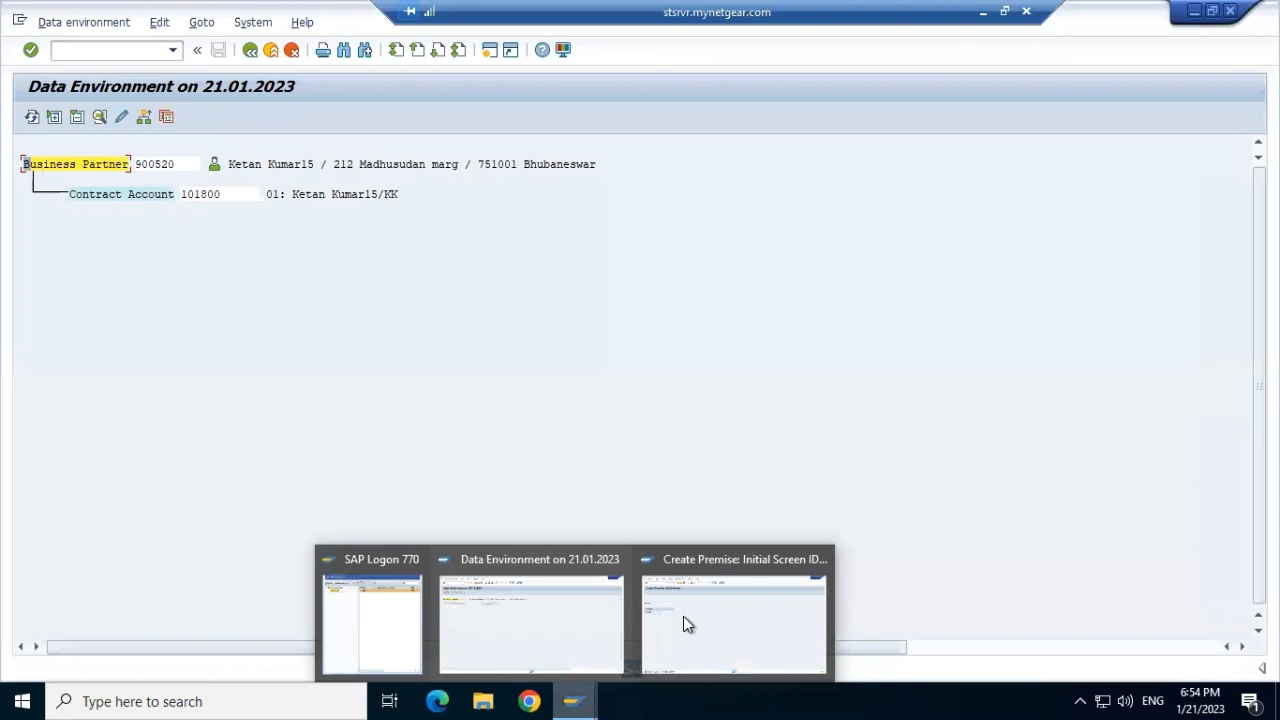 stsrvr.mynetgear.com
Data environment Edit Goto System Help
Data Environment on 21.01.2023
Business Partner 900520 Ketan Kumar15 / 212 Madhusudan marg / 751001 Bhubaneswar
Contract Account 101800 01: Ketan Kumar15/KK
SAP Logon 770 Data Environment on 21.01.2023 Create Premise: Initial Screen ID...
Type here to search
ENG
6:54 PM
1/21/2023
1